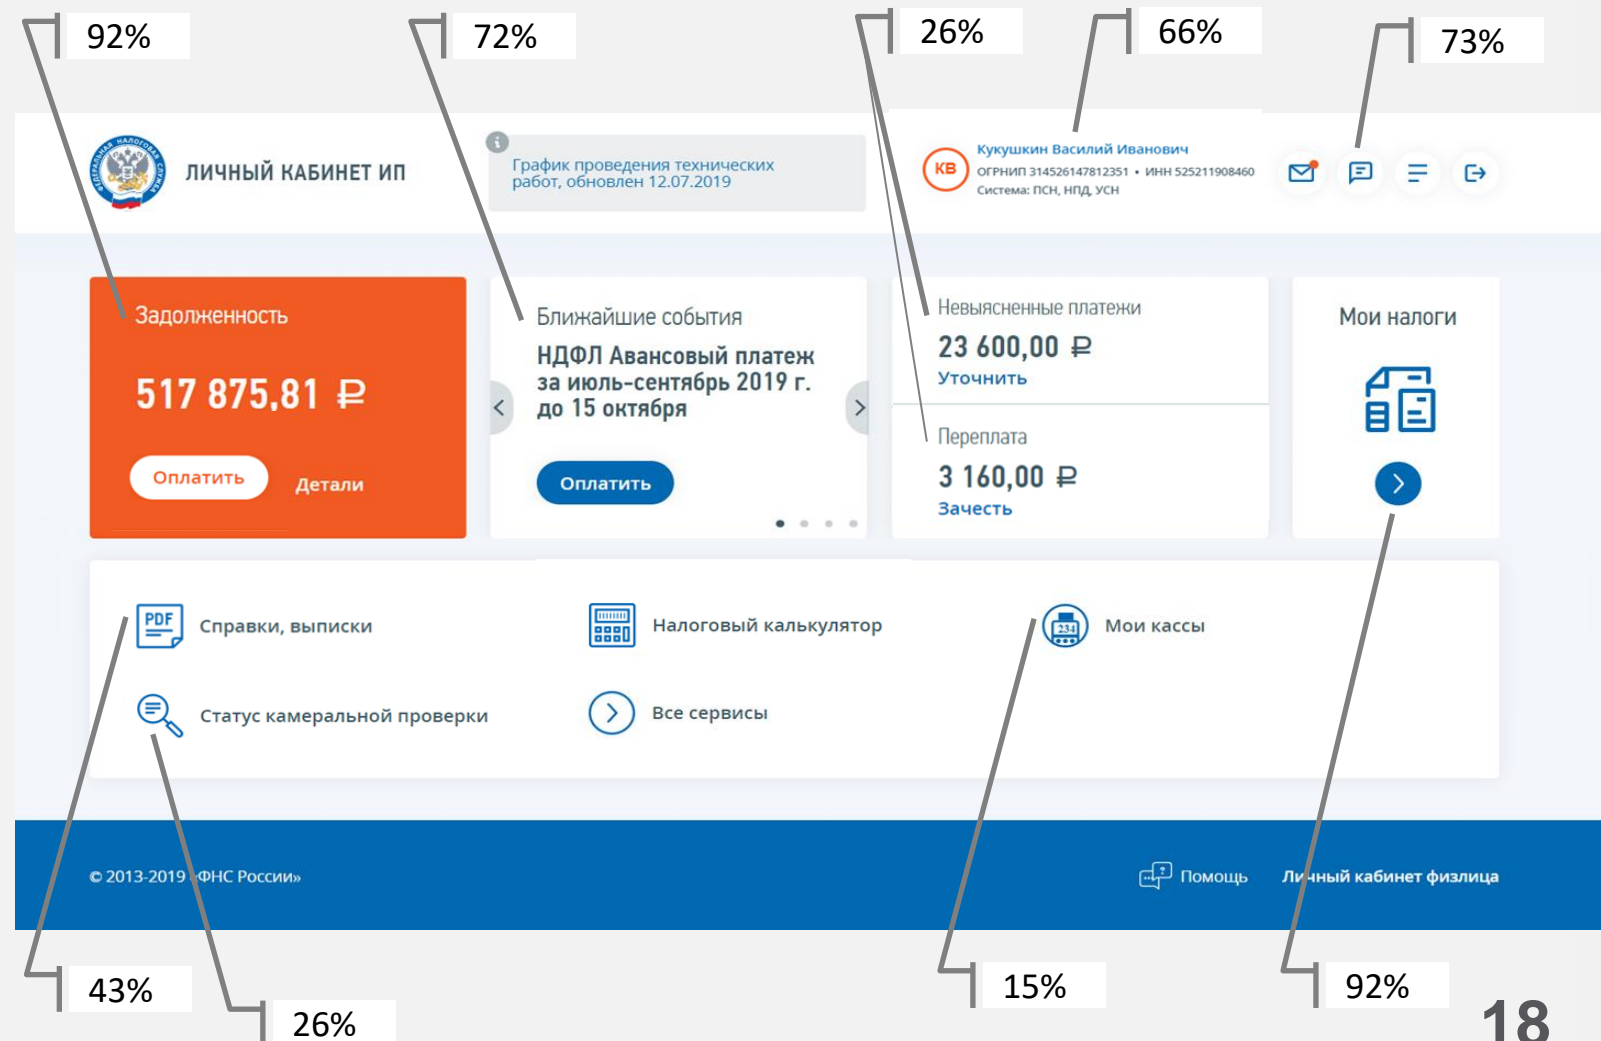 92%
72%
26%
66%
73%
ФЕДЕРАЛЬНАЯ НАЛОГОВАЯ СЛУЖБА
ЛИЧНЫЙ КАБИНЕТ ИП
i
График проведения технических
работ, обновлен 12.07.2019
КВ
Кукушкин Василий Иванович
ОГРНИП 314526147812351 • ИНН 525211908460
Система: ПСН, НПД, УСН
Задолженность
517 875,81 ₽
Оплатить
Детали
Ближайшие события
НДФЛ Авансовый платеж
за июль-сентябрь 2019 г.
до 15 октября
Оплатить
Невыясненные платежи
23 600,00 ₽
Уточнить
Переплата
3 160,00 ₽
Зачесть
Мои налоги
PDF
Справки, выписки
Налоговый калькулятор
234
Мои кассы
Статус камеральной проверки
Все сервисы
© 2013-2019 «ФНС России»
Помощь
Личный кабинет физлица
43%
26%
15%
92%
18